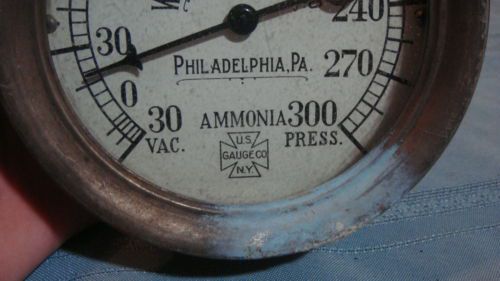 240
30
PHILADELPHIA, PA.
270
0
30 AMMONIA 300
VAC. PRESS.
U.S.
GAUGE CO
N.Y.